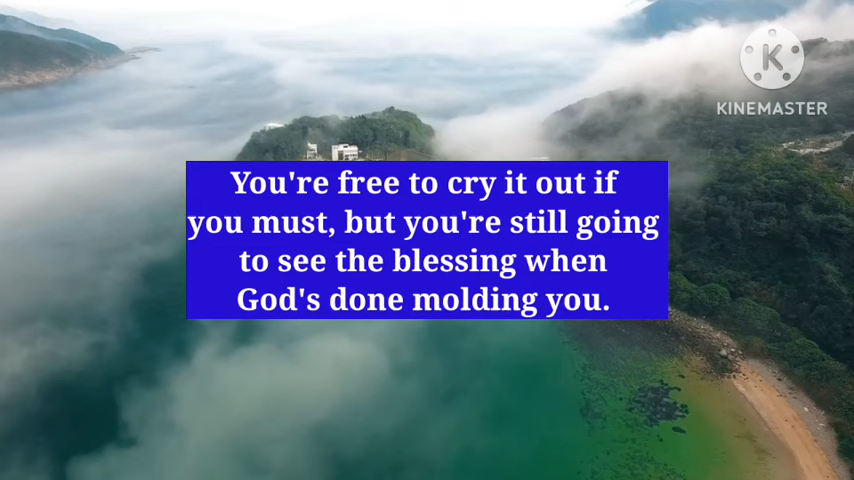 KINEMASTER
You're free to cry it out if
you must, but you're still going
to see the blessing when
God's done molding you.